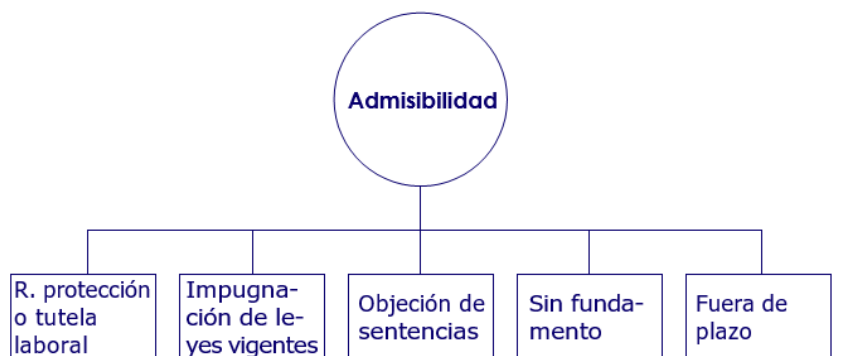 Admisibilidad
R. protección
o tutela
laboral
Impugna-
ción de le-
yes vigentes
Objeción de
sentencias
Sin funda-
mento
Fuera de
plazo